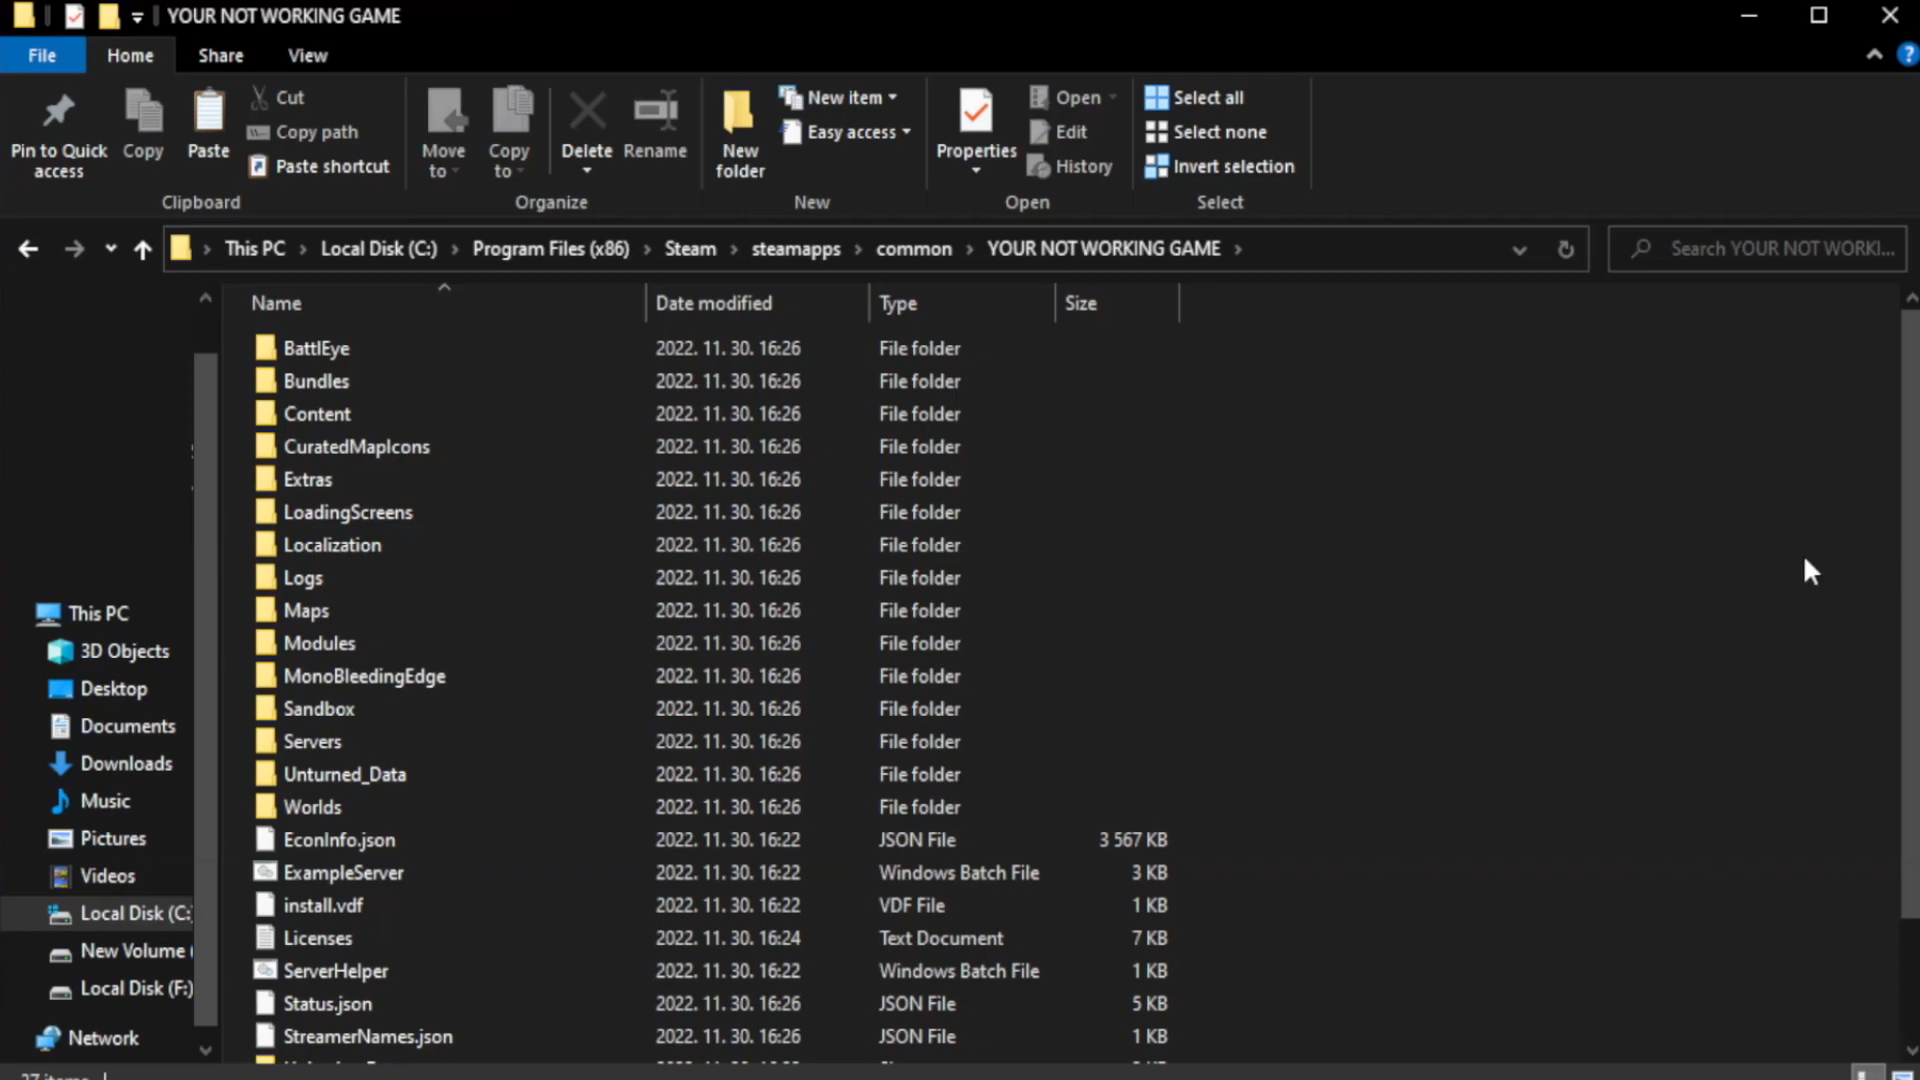 YOUR NOT WORKING GAME
File Home Share View
Pin to Quick access
Copy
Paste
Cut
Copy path
Paste shortcut
Clipboard
Move to
Copy to
Delete
Rename
Organize
New folder
New item
Easy access
New
Properties
Open
Edit
History
Open
Select all
Select none
Invert selection
Select
This PC > Local Disk (C:) > Program Files (x86) > Steam > steamapps > common > YOUR NOT WORKING GAME >
Search YOUR NOT WORKI...
This PC
3D Objects
Desktop
Documents
Downloads
Music
Pictures
Videos
Local Disk (C:
New Volume (
Local Disk (F:)
Network
Name Date modified Type Size
BattlEye 2022. 11. 30. 16:26 File folder
Bundles 2022. 11. 30. 16:26 File folder
Content 2022. 11. 30. 16:26 File folder
CuratedMapIcons 2022. 11. 30. 16:26 File folder
Extras 2022. 11. 30. 16:26 File folder
LoadingScreens 2022. 11. 30. 16:26 File folder
Localization 2022. 11. 30. 16:26 File folder
Logs 2022. 11. 30. 16:26 File folder
Maps 2022. 11. 30. 16:26 File folder
Modules 2022. 11. 30. 16:26 File folder
MonoBleedingEdge 2022. 11. 30. 16:26 File folder
Sandbox 2022. 11. 30. 16:26 File folder
Servers 2022. 11. 30. 16:26 File folder
Unturned_Data 2022. 11. 30. 16:26 File folder
Worlds 2022. 11. 30. 16:26 File folder
EconInfo.json 2022. 11. 30. 16:22 JSON File 3 567 KB
ExampleServer 2022. 11. 30. 16:22 Windows Batch File 3 KB
install.vdf 2022. 11. 30. 16:22 VDF File 1 KB
Licenses 2022. 11. 30. 16:24 Text Document 7 KB
ServerHelper 2022. 11. 30. 16:22 Windows Batch File 1 KB
Status.json 2022. 11. 30. 16:26 JSON File 5 KB
StreamerNames.json 2022. 11. 30. 16:26 JSON File 1 KB